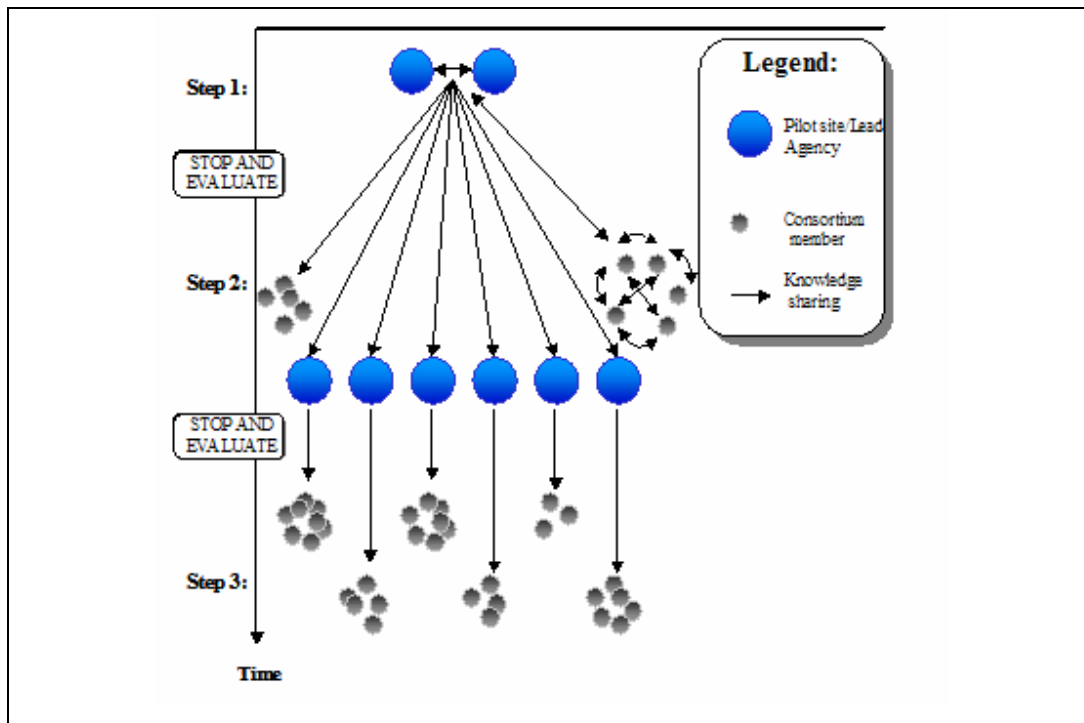 Step 1:
STOP AND
EVALUATE
Step 2:
STOP AND
EVALUATE
Step 3:
Time
Legend:
Pilot site/Lead
Agency
Consortium
member
Knowledge
sharing